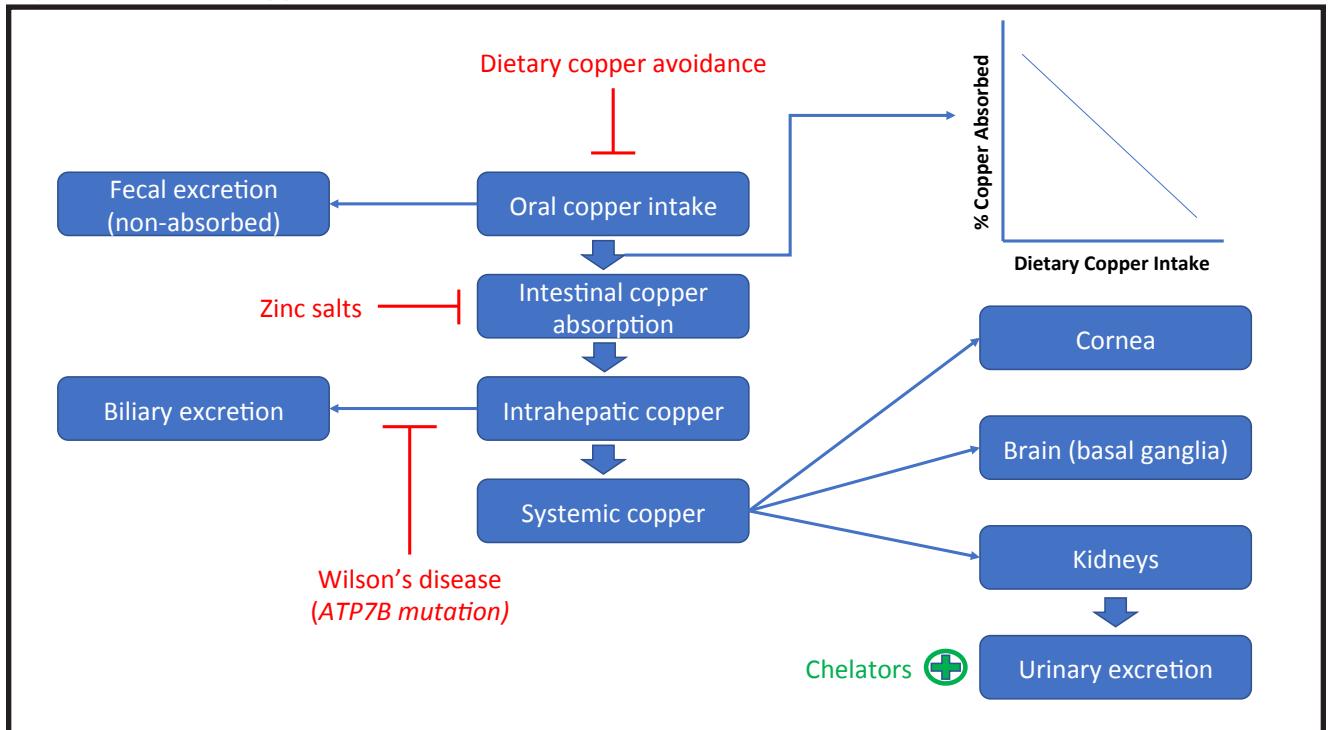 Dietary copper avoidance
% Copper Absorbed
Dietary Copper Intake
Fecal excretion
(non-absorbed)
Oral copper intake
Zinc salts
Intestinal copper
absorption
Cornea
Biliary excretion
Intrahepatic copper
Brain (basal ganglia)
Systemic copper
Kidneys
Wilson's disease
(ATP7B mutation)
Chelators
Urinary excretion